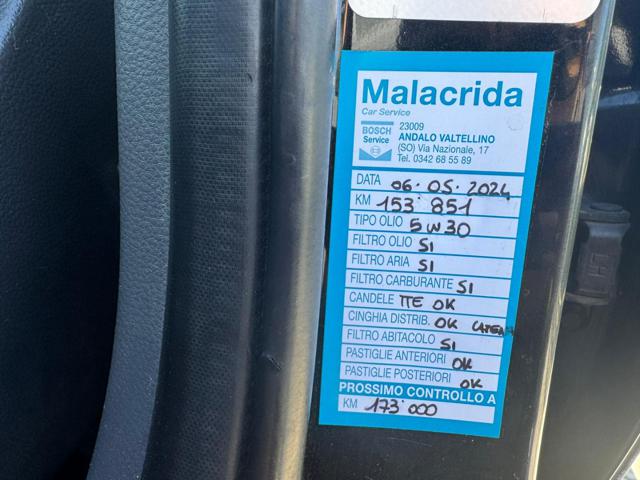 Malacrida
Car Service
BOSCH
Service
23009
ANDALO VALTELLINO
(SO) Via Nazionale, 17
Tel. 0342 68 55 89
DATA 06.05.2024
KM 153 851
TIPO OLIO 5W30
FILTRO OLIO SI
FILTRO ARIA SI
FILTRO CARBURANTE SI
CANDELE TTE OK
CINGHIA DISTRIB. OK CATENA
FILTRO ABITACOLO SI
PASTIGLIE ANTERIORI OK
PASTIGLIE POSTERIORI OK
PROSSIMO CONTROLLO A
KM 173 000